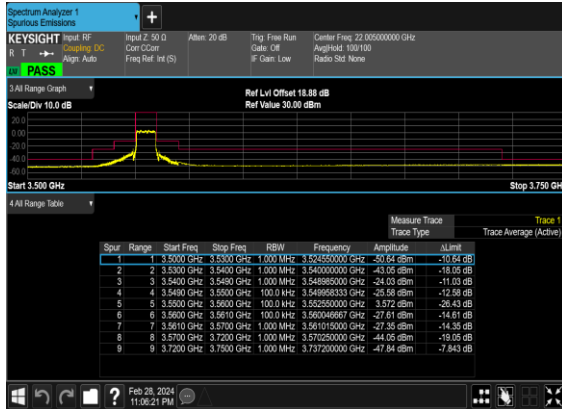 Spectrum Analyzer 1
Spurious Emissions
+
KEYSIGHT Input: RF Input Z: 50 Ω Atten: 20 dB Trig: Free Run Center Freq: 22.005000000 GHz
R T Coupling: DC Corr CCorr Gate: Off Avg|Hold: 100/100
Align: Auto Freq Ref: Int (S) IF Gain: Low Radio Std: None
PASS
3 All Range Graph
Ref Lvl Offset 18.88 dB
Scale/Div 10.0 dB Ref Value 30.00 dBm
20.0
0.00
-20.0
-40.0
-60.0
Start 3.500 GHz Stop 3.750 GH
4 All Range Table
Measure Trace Trace 1
Trace Type Trace Average (Active)
Spur Range Start Freq Stop Freq RBW Frequency Amplitude ΔLimit
1 1 3.5000 GHz 3.5300 GHz 1.000 MHz 3.524550000 GHz -50.64 dBm -10.64 dB
2 2 3.5300 GHz 3.5400 GHz 1.000 MHz 3.540000000 GHz -43.05 dBm -18.05 dB
3 3 3.5400 GHz 3.5490 GHz 1.000 MHz 3.548985000 GHz -24.03 dBm -11.03 dB
4 4 3.5490 GHz 3.5500 GHz 100.0 kHz 3.549958333 GHz -25.58 dBm -12.58 dB
5 5 3.5500 GHz 3.5600 GHz 100.0 kHz 3.552550000 GHz 3.572 dBm -26.43 dB
6 6 3.5600 GHz 3.5610 GHz 100.0 kHz 3.560046667 GHz -27.61 dBm -14.61 dB
7 7 3.5610 GHz 3.5700 GHz 1.000 MHz 3.561015000 GHz -27.35 dBm -14.35 dB
8 8 3.5700 GHz 3.7200 GHz 1.000 MHz 3.570250000 GHz -44.05 dBm -19.05 dB
9 9 3.7200 GHz 3.7500 GHz 1.000 MHz 3.737200000 GHz -47.84 dBm -7.843 dB
? Feb 28, 2024
11:06:21 PM